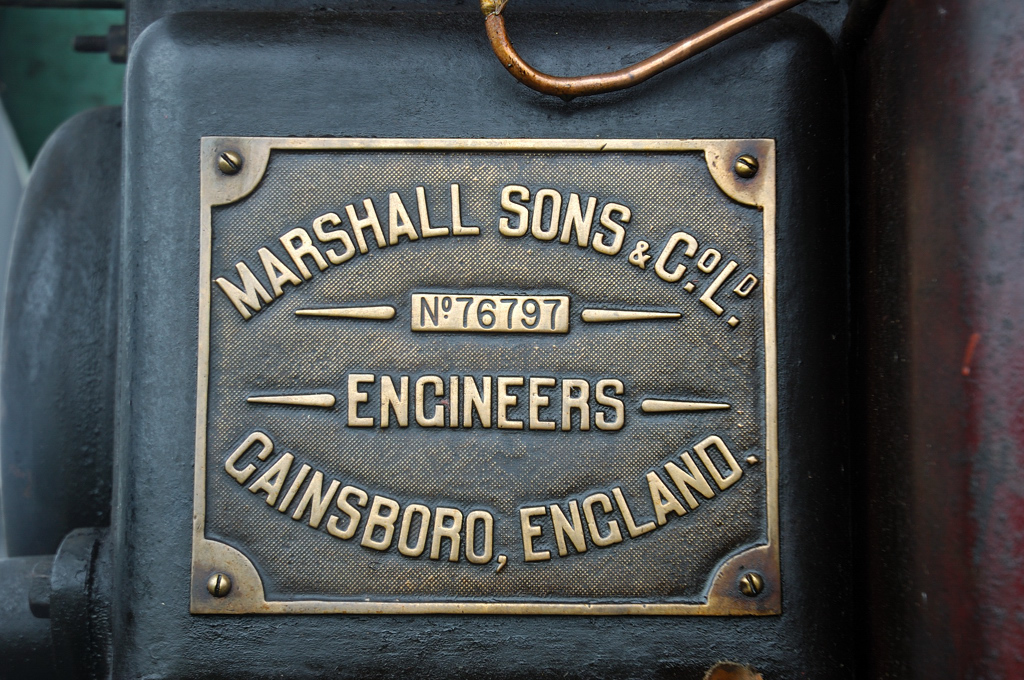 MARSHALL SONS & Cº Lᴰ.
Nº 76797
ENGINEERS
GAINSBORO, ENGLAND.